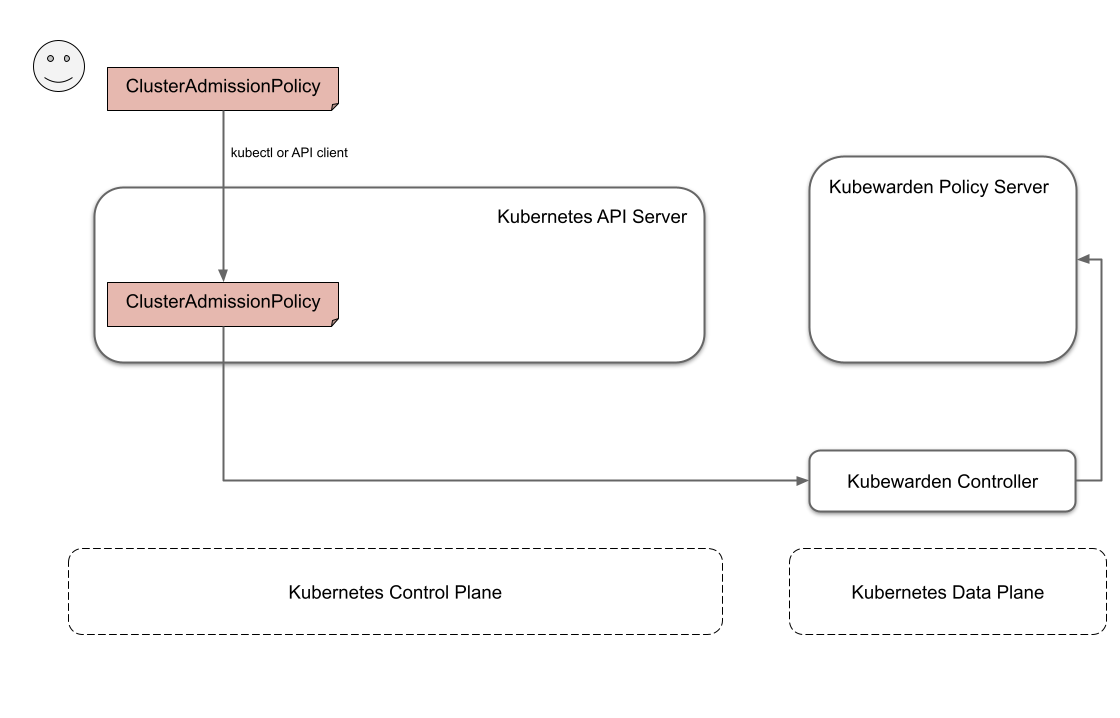 ClusterAdmissionPolicy
kubectl or API client
Kubernetes API Server
Kubewarden Policy Server
ClusterAdmissionPolicy
Kubewarden Controller
Kubernetes Control Plane
Kubernetes Data Plane